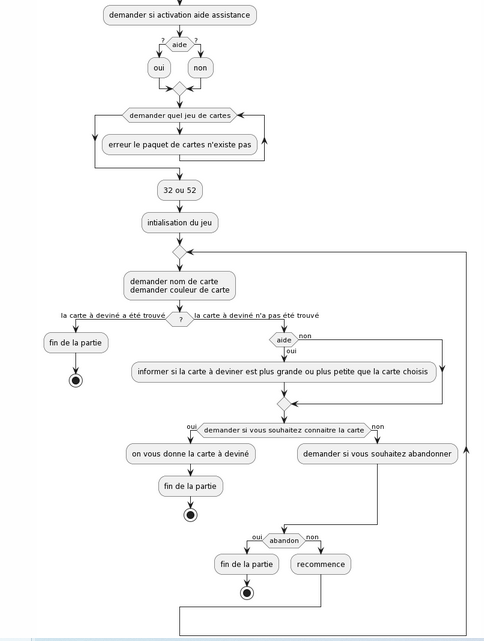 demander si activation aide assistance
? aide ?
oui
non
demander quel jeu de cartes
erreur le paquet de cartes n'existe pas
32 ou 52
intialisation du jeu
demander nom de carte
demander couleur de carte
la carte à deviné a été trouvé
?
la carte à deviné n'a pas été trouvé
fin de la partie
aide
non
oui
informer si la carte à deviner est plus grande ou plus petite que la carte choisis
oui
demander si vous souhaitez connaitre la carte
non
on vous donne la carte à deviné
demander si vous souhaitez abandonner
fin de la partie
oui
abandon
non
fin de la partie
recommence